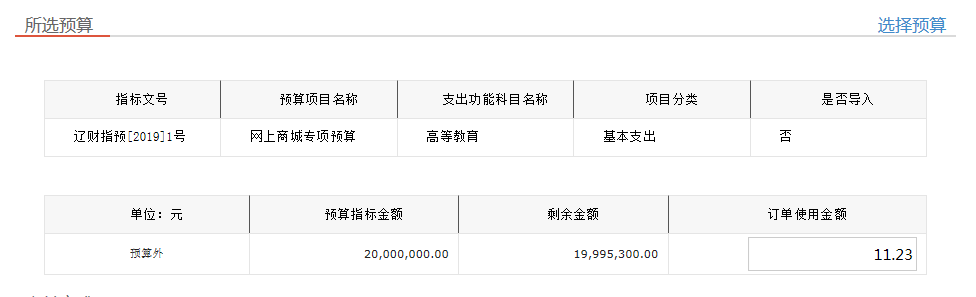 所选预算 选择预算
指标文号 预算项目名称 支出功能科目名称 项目分类 是否导入
辽财指预[2019]1号 网上商城专项预算 高等教育 基本支出 否
单位：元 预算指标金额 剩余金额 订单使用金额
预算外 20,000,000.00 19,995,300.00 11.23